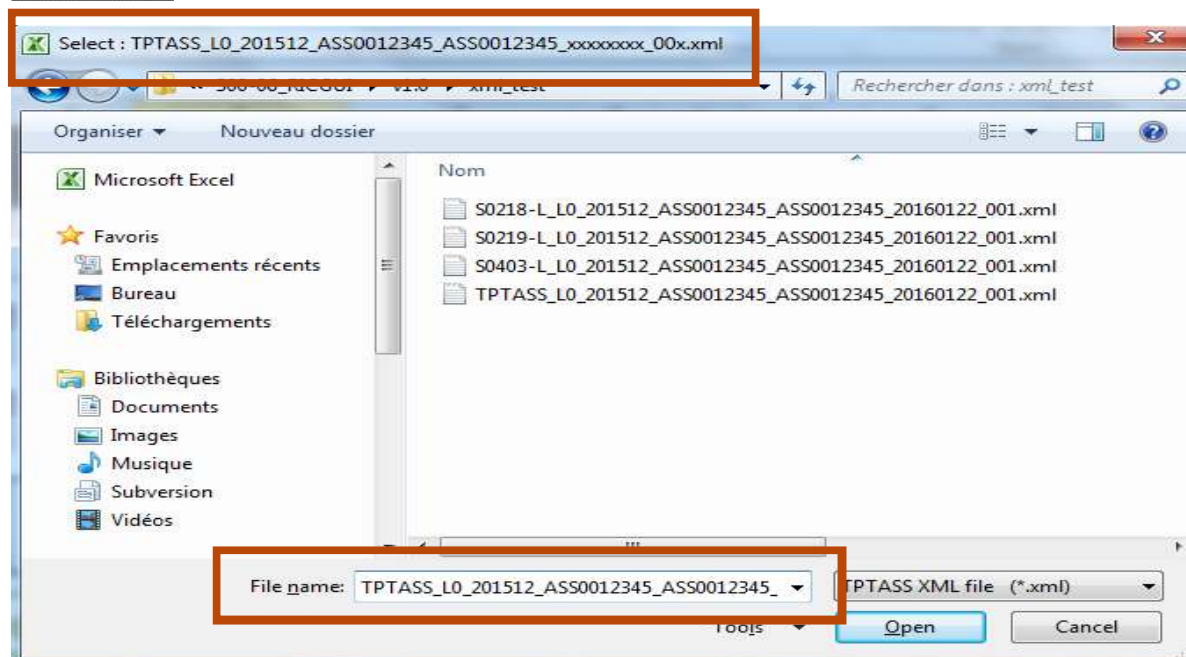 Select : TPTASS_L0_201512_ASS0012345_ASS0012345_xxxxxxxx_00x.xml
xml_test
Rechercher dans : xml_test
Organiser
Nouveau dossier
Microsoft Excel
Favoris
Emplacements récents
Bureau
Téléchargements
Bibliothèques
Documents
Images
Musique
Subversion
Vidéos
Nom
S0218-L_L0_201512_ASS0012345_ASS0012345_20160122_001.xml
S0219-L_L0_201512_ASS0012345_ASS0012345_20160122_001.xml
S0403-L_L0_201512_ASS0012345_ASS0012345_20160122_001.xml
TPTASS_L0_201512_ASS0012345_ASS0012345_20160122_001.xml
File name: TPTASS_L0_201512_ASS0012345_ASS0012345_
TPTASS XML file (*.xml)
Tools
Open
Cancel